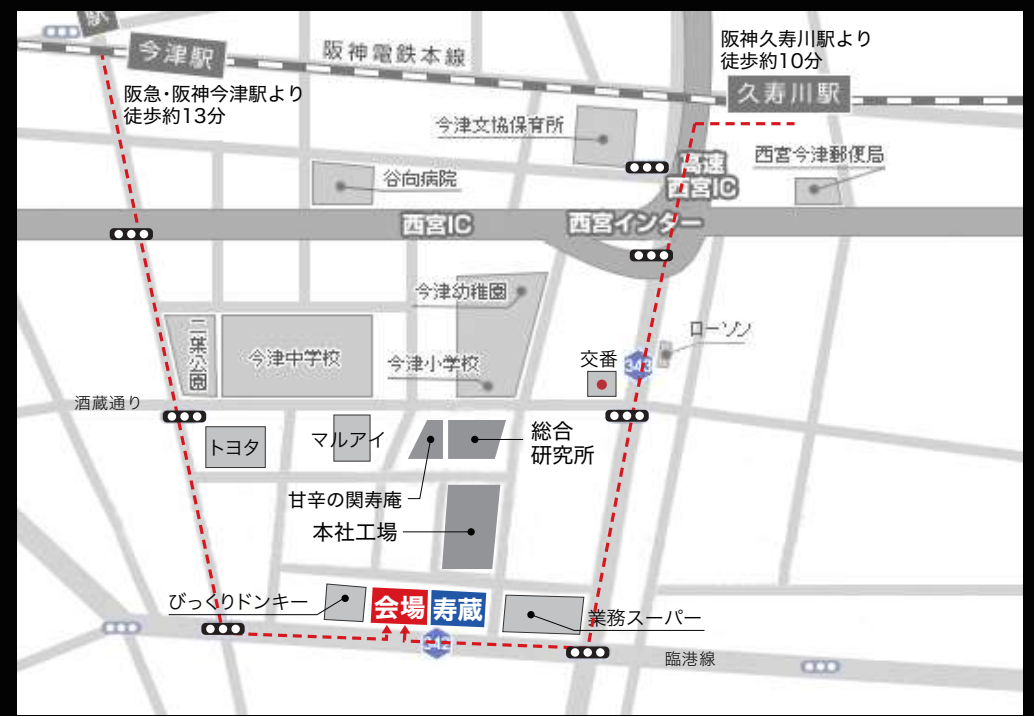 駅
今津駅
阪神電鉄本線
阪神久寿川駅より
徒歩約10分
久寿川駅
阪急・阪神今津駅より
徒歩約13分
今津文協保育所
西宮今津郵便局
谷向病院
高速
西宮IC
西宮IC
西宮インター
今津幼稚園
二葉公園
今津中学校
今津小学校
ローソン
交番
343
酒蔵通り
トヨタ
マルアイ
総合
研究所
甘辛の関寿庵
本社工場
びっくりドンキー
会場
寿蔵
業務スーパー
342
臨港線